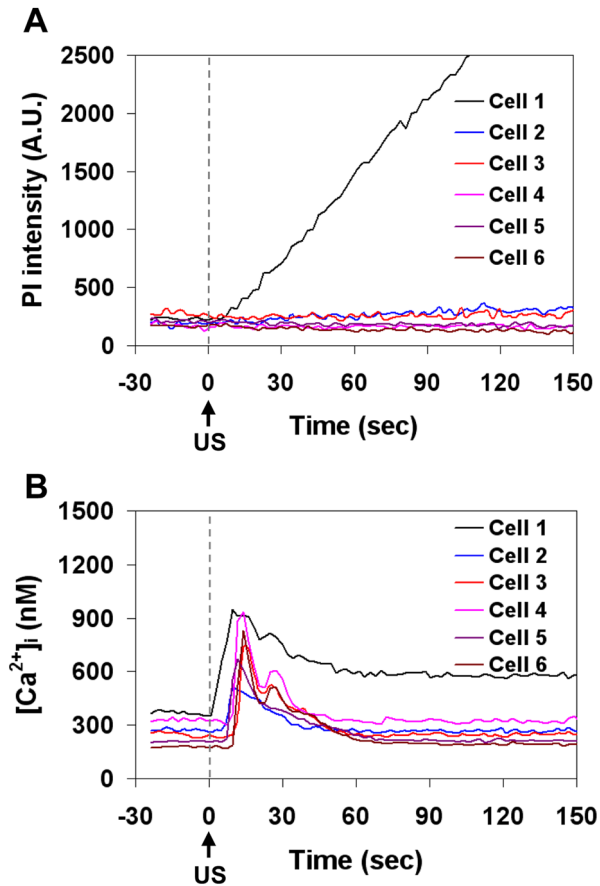 A
PI intensity (A.U.)
2500
2000
1500
1000
500
0
Cell 1
Cell 2
Cell 3
Cell 4
Cell 5
Cell 6
-30 0 30 60 90 120 150
US
Time (sec)
B
[Ca²⁺]i (nM)
1500
1200
900
600
300
0
Cell 1
Cell 2
Cell 3
Cell 4
Cell 5
Cell 6
-30 0 30 60 90 120 150
US
Time (sec)